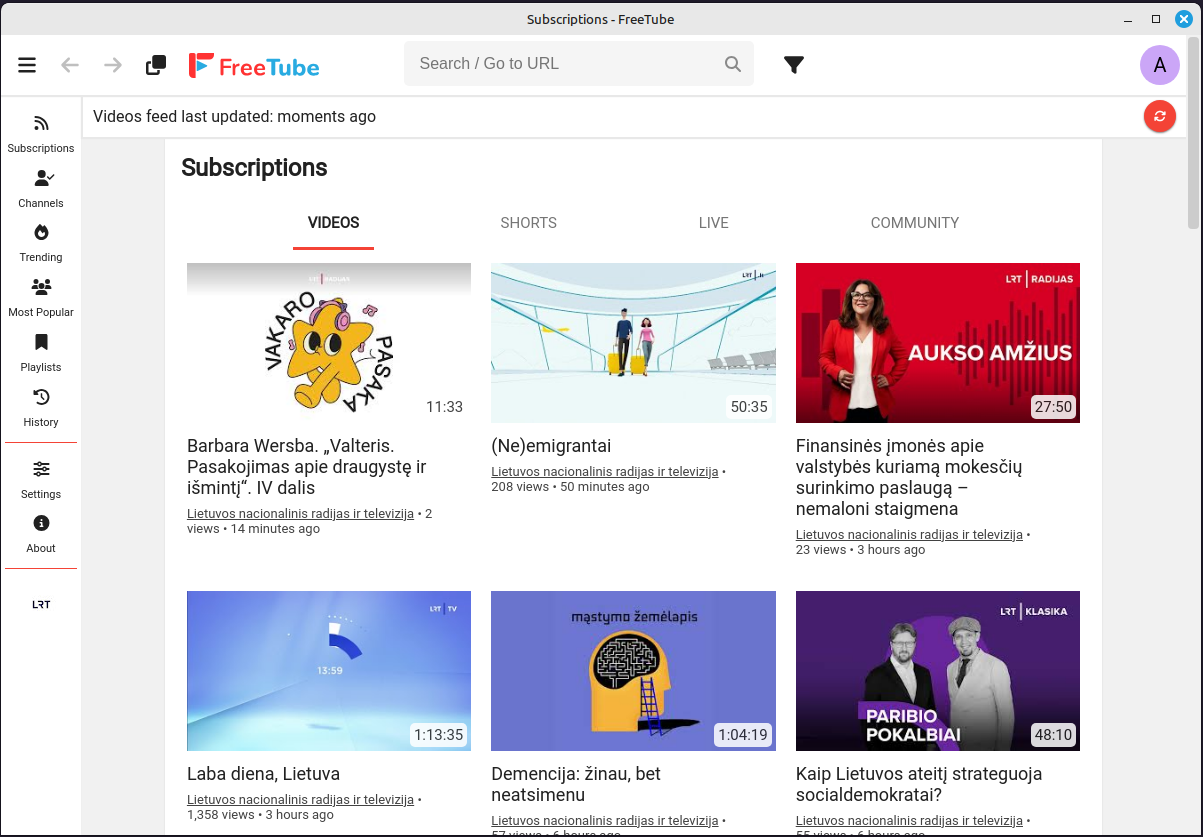 Subscriptions - FreeTube
FreeTube
Search / Go to URL
A
Videos feed last updated: moments ago
Subscriptions
Channels
Trending
Most Popular
Playlists
History
Settings
About
LRT
Subscriptions
VIDEOS
SHORTS
LIVE
COMMUNITY
LRT | RADIJAS
VAKARO PASAKA
11:33
Barbara Wersba. „Valteris.
Pasakojimas apie draugystę ir
išmintį“. IV dalis
Lietuvos nacionalinis radijas ir televizija • 2
views • 14 minutes ago
LRT
50:35
(Ne)emigrantai
Lietuvos nacionalinis radijas ir televizija •
208 views • 50 minutes ago
LRT | RADIJAS
AUKSO AMŽIUS
27:50
Finansinės įmonės apie
valstybės kuriamą mokesčių
surinkimo paslaugą –
nemaloni staigmena
Lietuvos nacionalinis radijas ir televizija •
23 views • 3 hours ago
LRT | TV
13:59
1:13:35
Laba diena, Lietuva
Lietuvos nacionalinis radijas ir televizija •
1,358 views • 3 hours ago
mąstymo žemėlapis
1:04:19
Demencija: žinau, bet
neatsimenu
Lietuvos nacionalinis radijas ir televizija •
57 views • 6 hours ago
LRT | KLASIKA
PARIBIO
POKALBIAI
48:10
Kaip Lietuvos ateitį strateguoja
socialdemokratai?
Lietuvos nacionalinis radijas ir televizija •
55 views • 6 hours ago